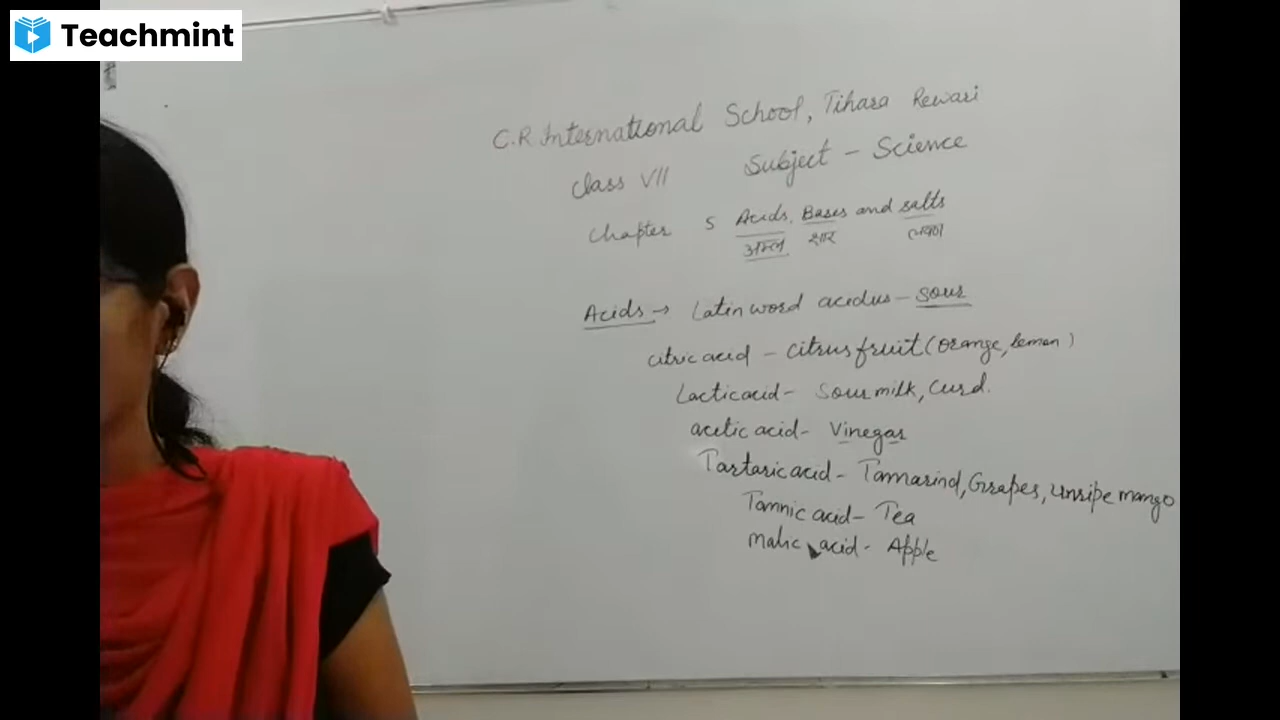 Teachmint
C.R. International School, Tihara Rewari
Class VII Subject - Science
Chapter 5 Acids, Bases and salts
अम्ल क्षार लवण
Acids → Latin word acidus - sour
citric acid - citrus fruit (orange, lemon)
Lactic acid - Sour milk, Curd.
acetic acid - Vinegar
Tartaric acid - Tamarind, Grapes, Unripe mango
Tannic acid - Tea
malic acid - Apple